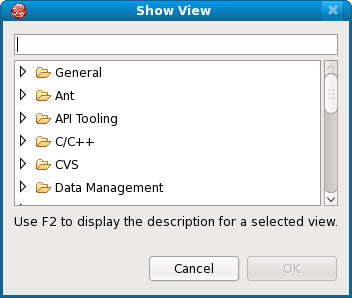 Show View
General
Ant
API Tooling
C/C++
CVS
Data Management
Use F2 to display the description for a selected view.
Cancel
OK